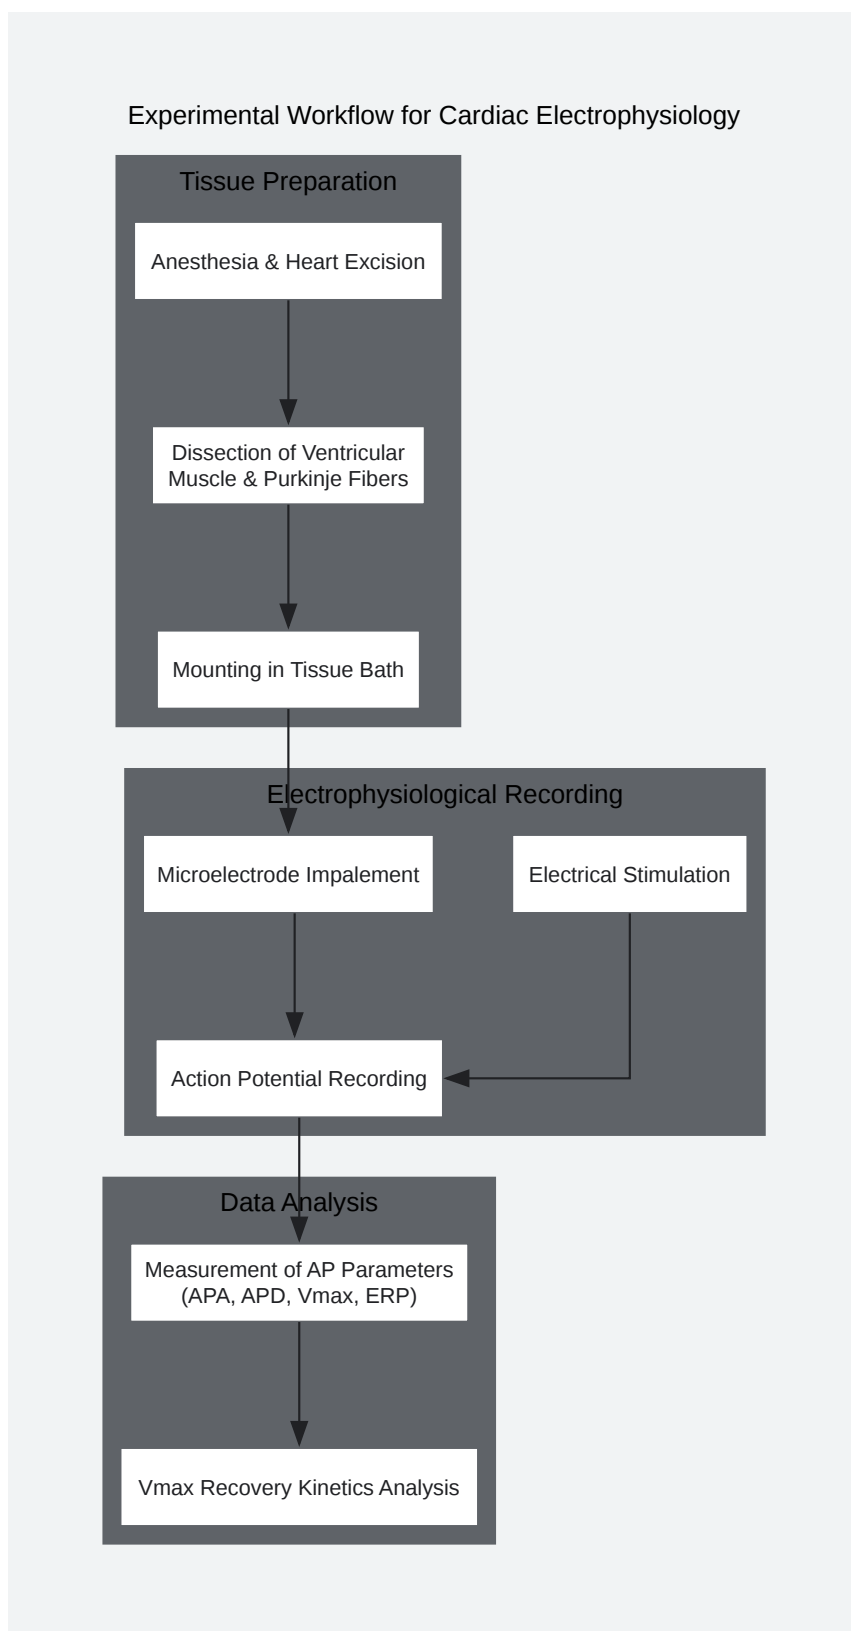 Experimental Workflow for Cardiac Electrophysiology
Tissue Preparation
Anesthesia & Heart Excision
Dissection of Ventricular
Muscle & Purkinje Fibers
Mounting in Tissue Bath
Electrophysiological Recording
Microelectrode Impalement
Electrical Stimulation
Action Potential Recording
Data Analysis
Measurement of AP Parameters
(APA, APD, Vmax, ERP)
Vmax Recovery Kinetics Analysis